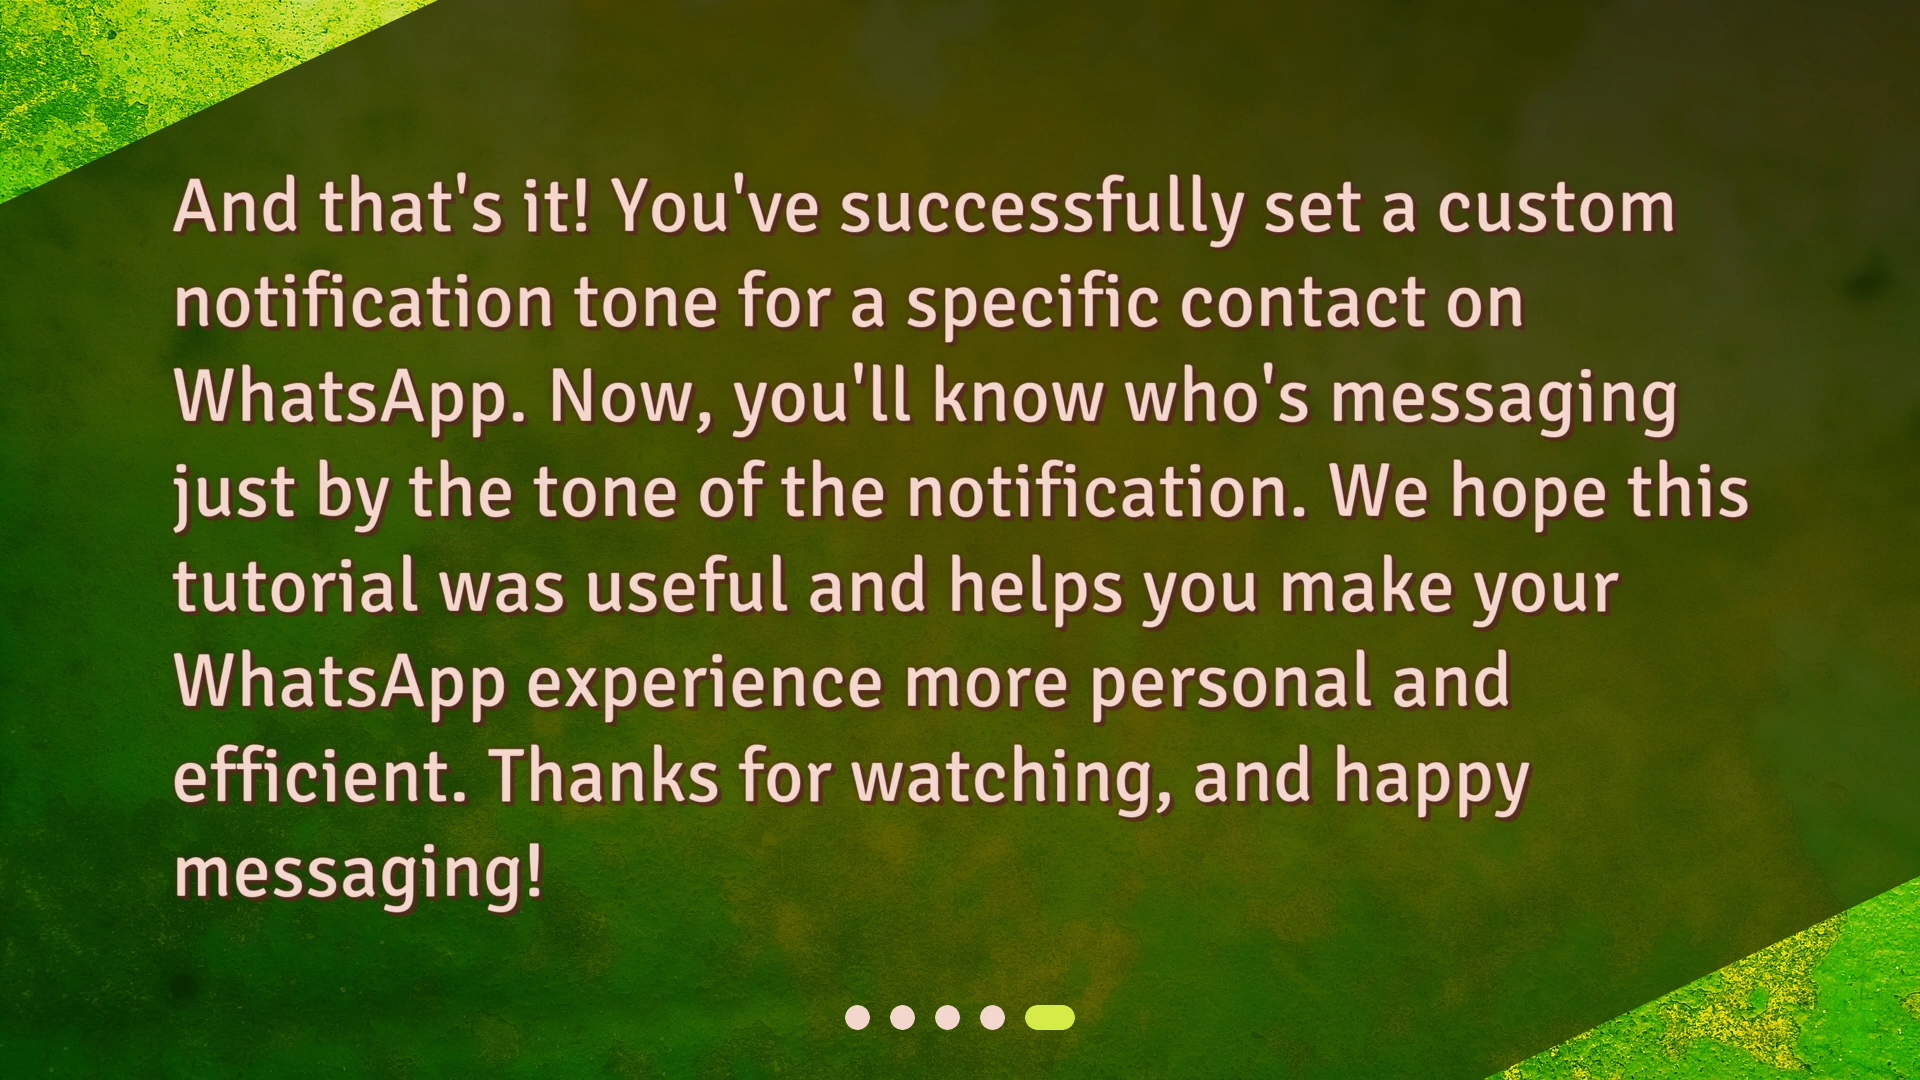 And that's it! You've successfully set a custom
notification tone for a specific contact on
WhatsApp. Now, you'll know who's messaging
just by the tone of the notification. We hope this
tutorial was useful and helps you make your
WhatsApp experience more personal and
efficient. Thanks for watching, and happy
messaging!